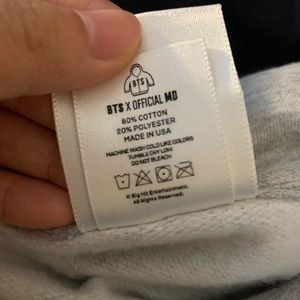 BTS
BTS X OFFICIAL MD
80% COTTON
20% POLYESTER
MADE IN USA
MACHINE WASH COLD LIKE COLORS
TUMBLE DRY LOW
DO NOT BLEACH
© Big Hit Entertainment.
All Rights Reserved.